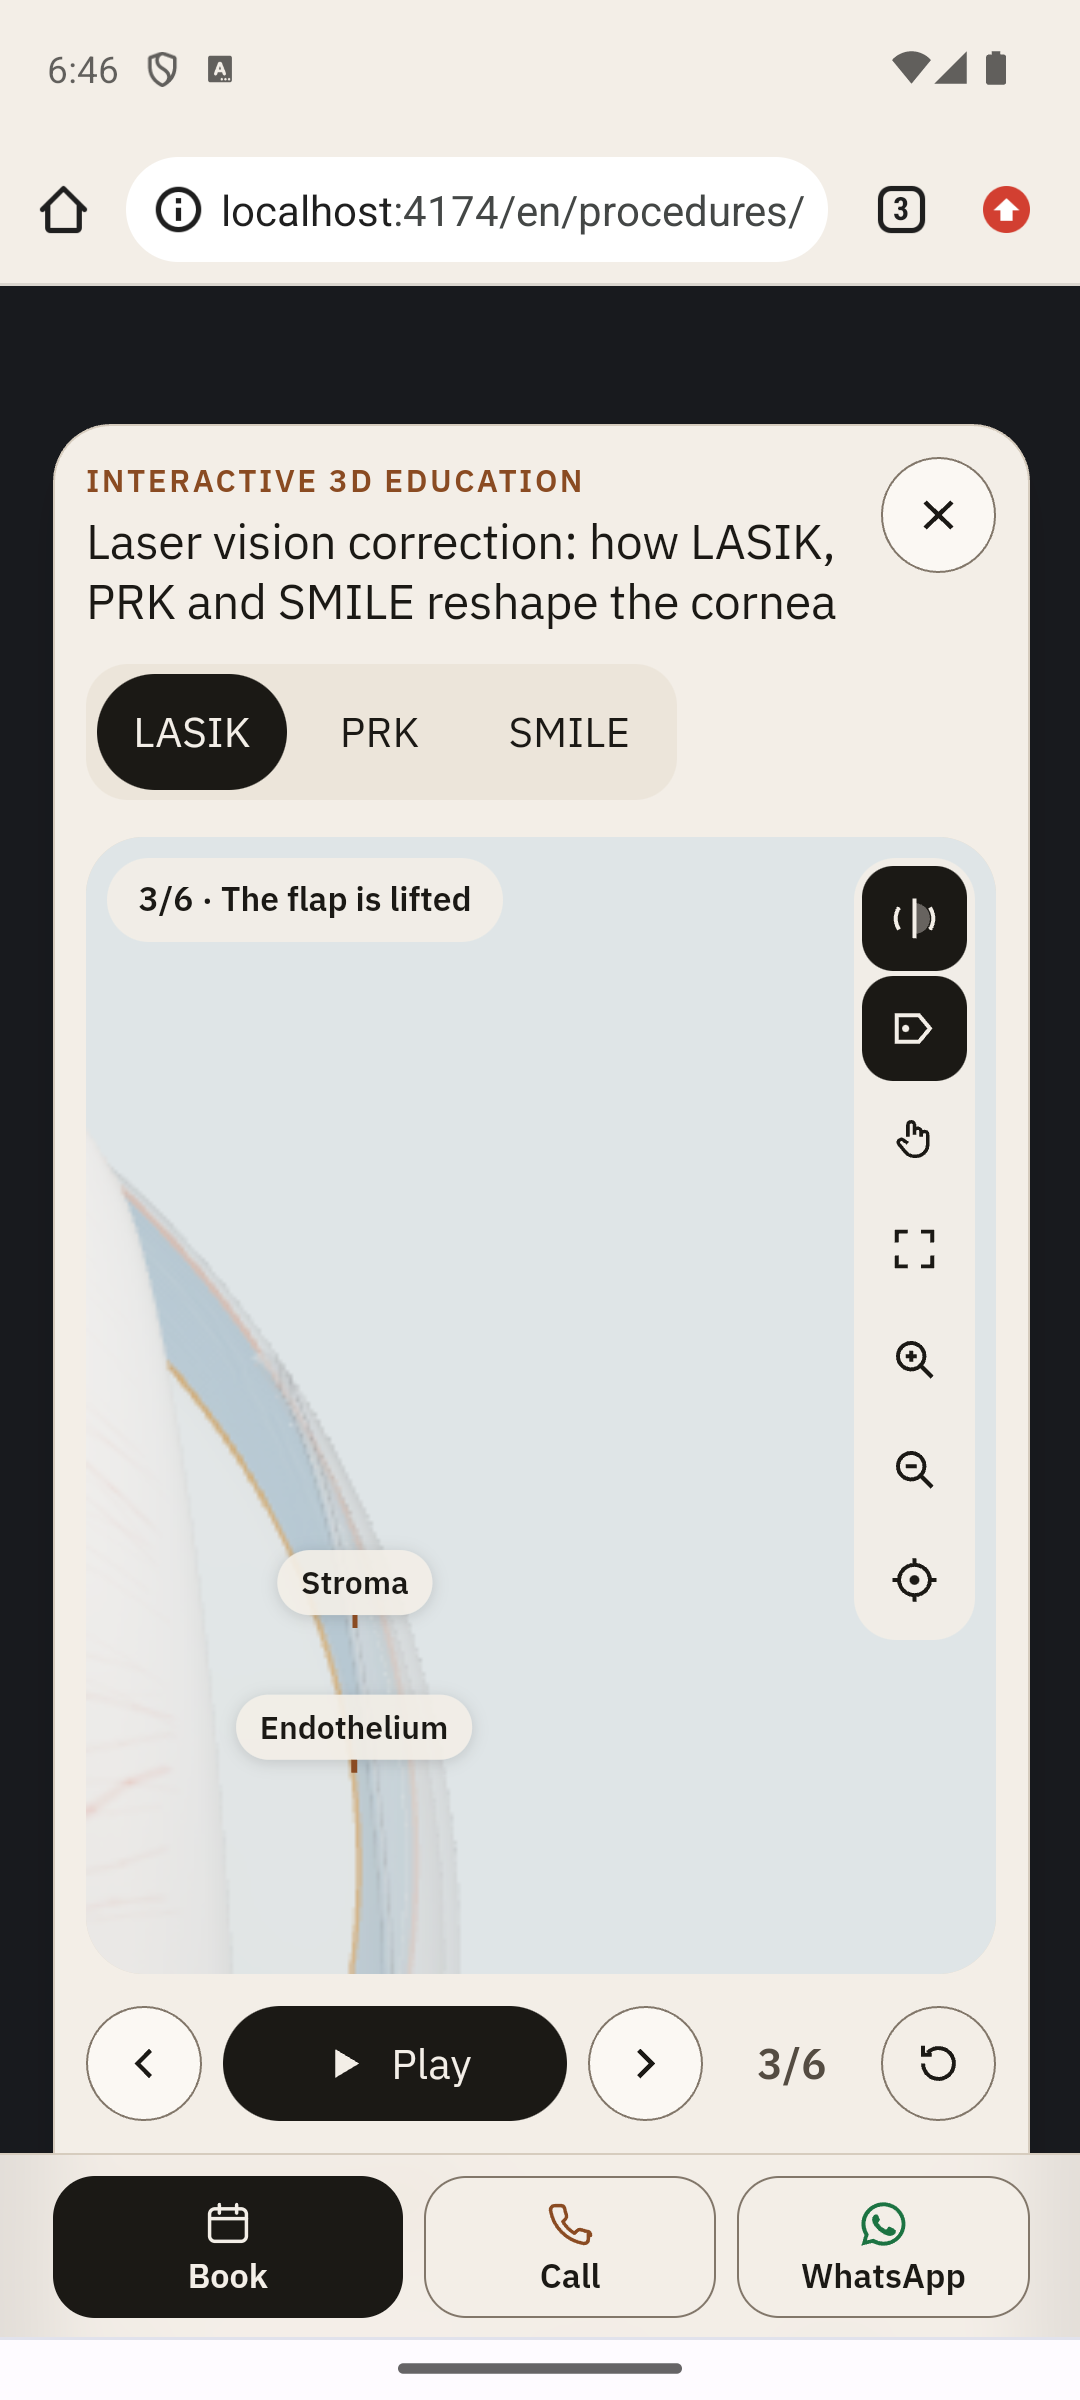 6:46
localhost:4174/en/procedures/
3
INTERACTIVE 3D EDUCATION
Laser vision correction: how LASIK,
PRK and SMILE reshape the cornea
LASIK PRK SMILE
3/6 · The flap is lifted
Stroma
Endothelium
Play 3/6
Book Call WhatsApp